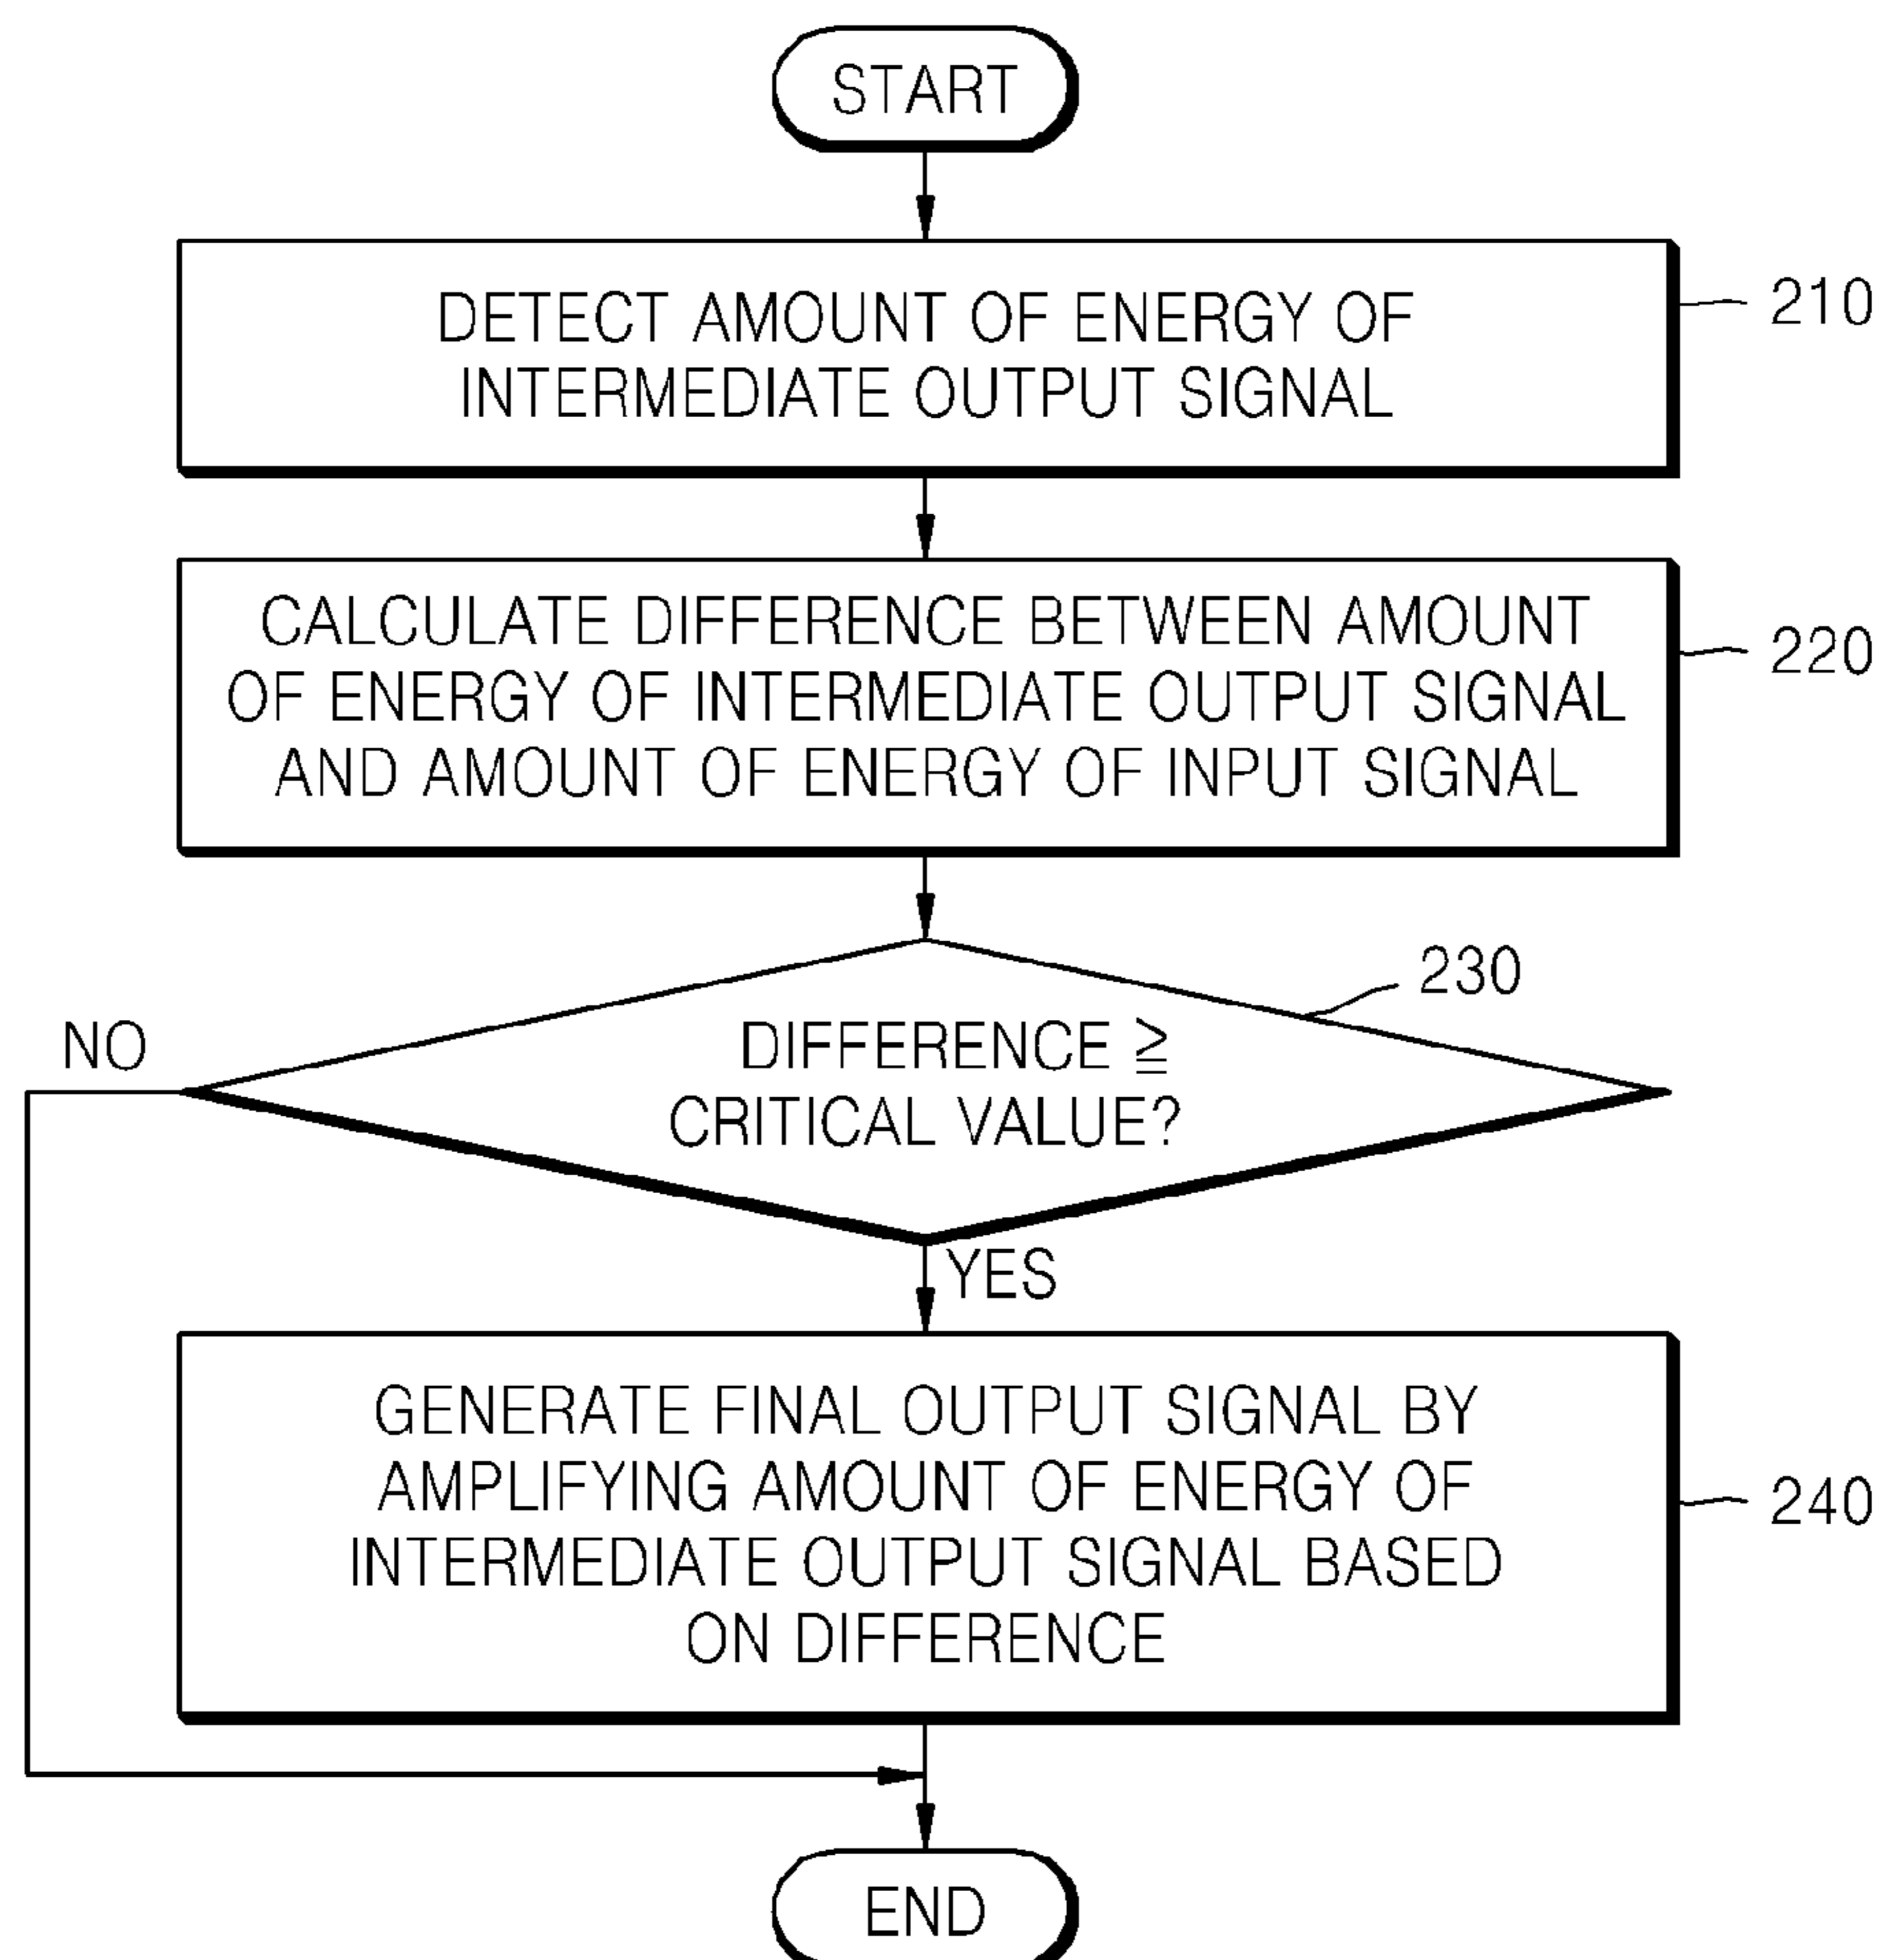 START
DETECT AMOUNT OF ENERGY OF
INTERMEDIATE OUTPUT SIGNAL
210
CALCULATE DIFFERENCE BETWEEN AMOUNT
OF ENERGY OF INTERMEDIATE OUTPUT SIGNAL
AND AMOUNT OF ENERGY OF INPUT SIGNAL
220
230
NO
DIFFERENCE ≧
CRITICAL VALUE?
YES
GENERATE FINAL OUTPUT SIGNAL BY
AMPLIFYING AMOUNT OF ENERGY OF
INTERMEDIATE OUTPUT SIGNAL BASED
ON DIFFERENCE
240
END